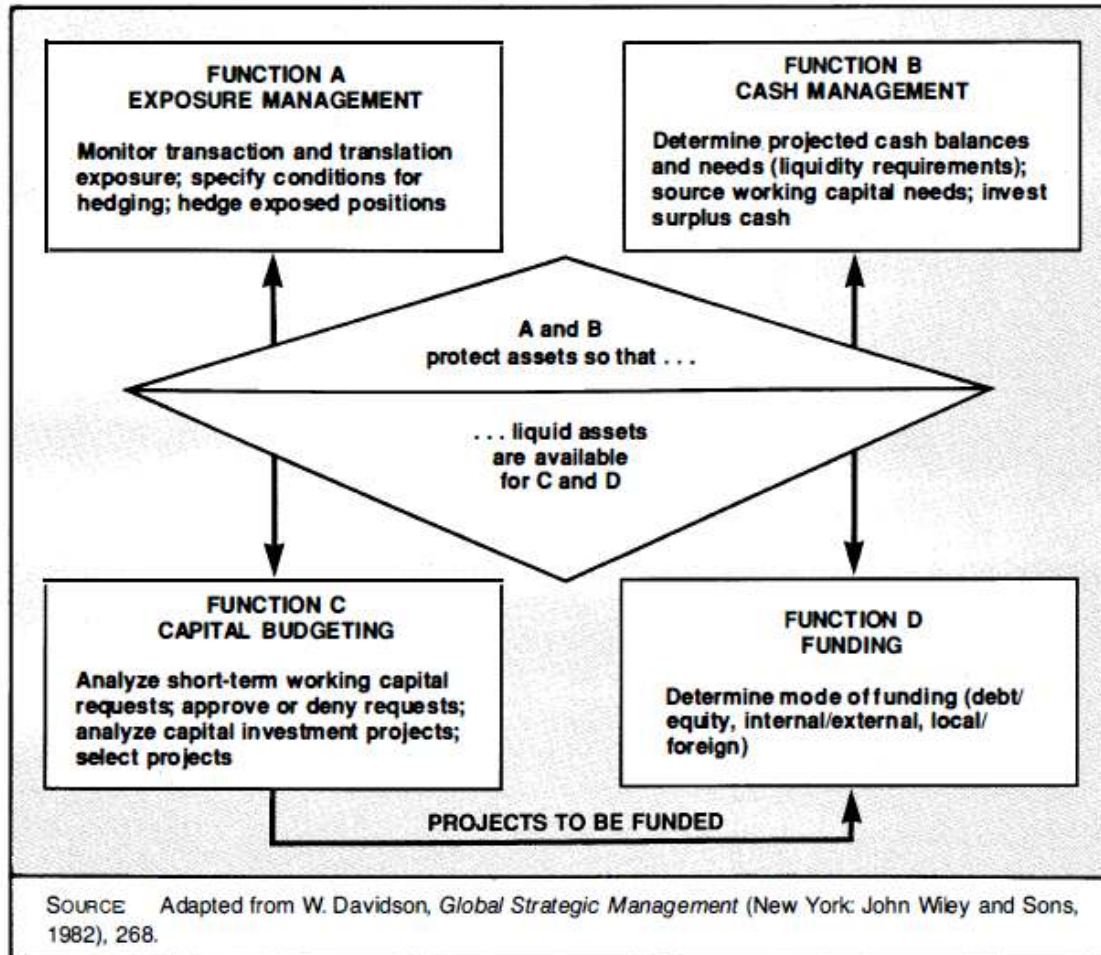 FUNCTION A
EXPOSURE MANAGEMENT
Monitor transaction and translation
exposure; specify conditions for
hedging; hedge exposed positions
FUNCTION B
CASH MANAGEMENT
Determine projected cash balances
and needs (liquidity requirements);
source working capital needs; invest
surplus cash
A and B
protect assets so that . . .
. . . liquid assets
are available
for C and D
FUNCTION C
CAPITAL BUDGETING
Analyze short-term working capital
requests; approve or deny requests;
analyze capital investment projects;
select projects
FUNCTION D
FUNDING
Determine mode of funding (debt/
equity, internal/external, local/
foreign)
PROJECTS TO BE FUNDED
SOURCE Adapted from W. Davidson, Global Strategic Management (New York: John Wiley and Sons,
1982), 268.